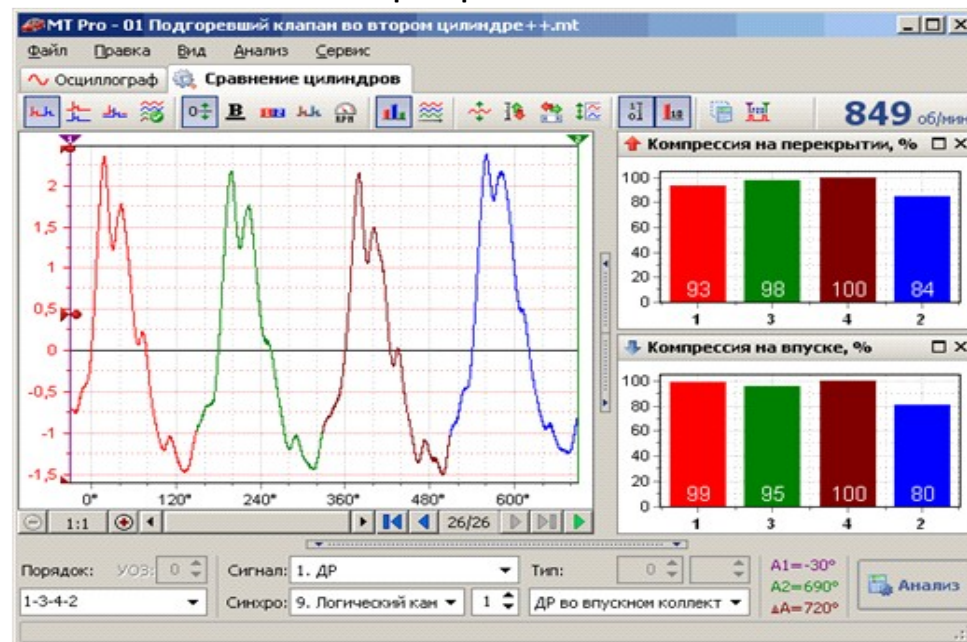 MT Pro - 01 Подгоревший клапан во втором цилиндре++.mt
Файл Правка Вид Анализ Сервис
Осциллограф Сравнение цилиндров
849 об/мин
Компрессия на перекрытии, %
100
80
60
40
20
0
93 98 100 84
1 3 4 2
Компрессия на впуске, %
100
80
60
40
20
0
99 95 100 80
1 3 4 2
2
1,5
1
0,5
0
-0,5
-1
-1,5
0° 120° 240° 360° 480° 600°
1:1 26/26
Порядок: УОЗ: 0 Сигнал: 1. ДР Тип: 0 A1=-30°
A2=690°
1-3-4-2 Синхро: 9. Логический кан 1 ДР во впускном коллект ΔA=720°
Анализ